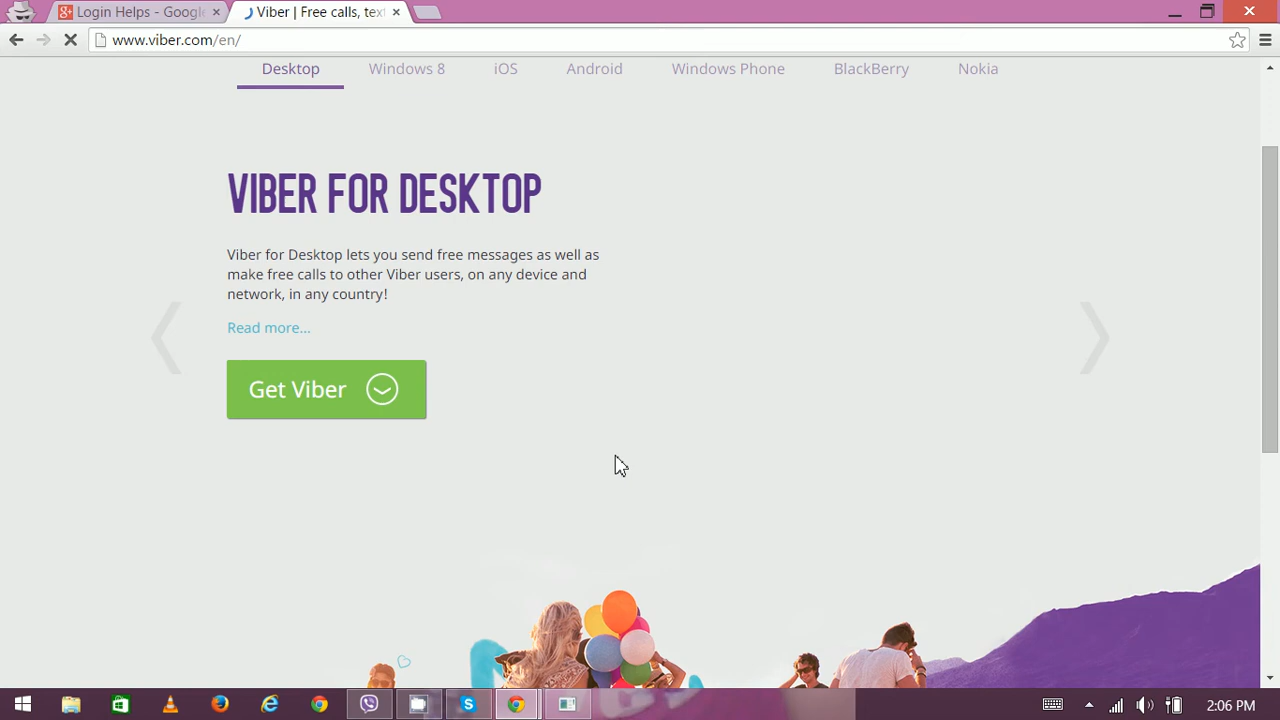 Login Helps - Google
Viber | Free calls, tex
www.viber.com/en/
Desktop
Windows 8
iOS
Android
Windows Phone
BlackBerry
Nokia
VIBER FOR DESKTOP
Viber for Desktop lets you send free messages as well as
make free calls to other Viber users, on any device and
network, in any country!
Read more...
Get Viber
2:06 PM